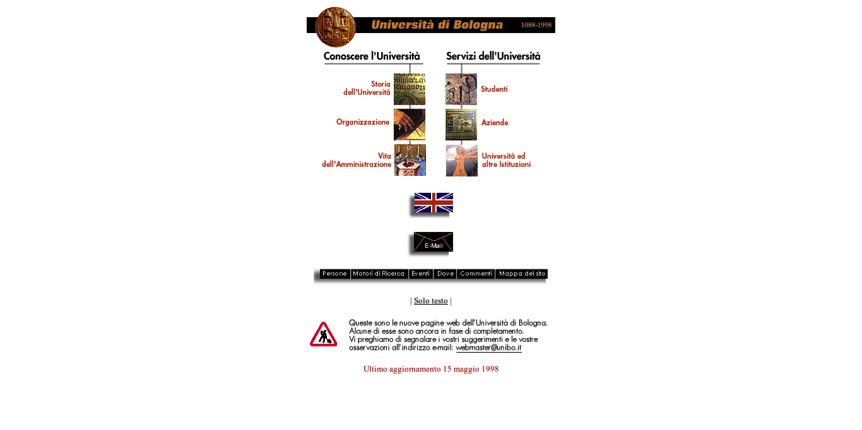 Università di Bologna 1088-1998
Conoscere l'Università
Servizi dell'Università
Storia
dell'Università
Studenti
Organizzazione
Aziende
Vita
dell'Amministrazione
Università ed
altre Istituzioni
E-Mail
Persone Motori di Ricerca Eventi Dove Commenti Mappa del sito
| Solo testo |
Queste sono le nuove pagine web dell'Università di Bologna.
Alcune di esse sono ancora in fase di completamento.
Vi preghiamo di segnalare i vostri suggerimenti e le vostre
osservazioni all'indirizzo e-mail: webmaster@unibo.it
Ultimo aggiornamento 15 maggio 1998